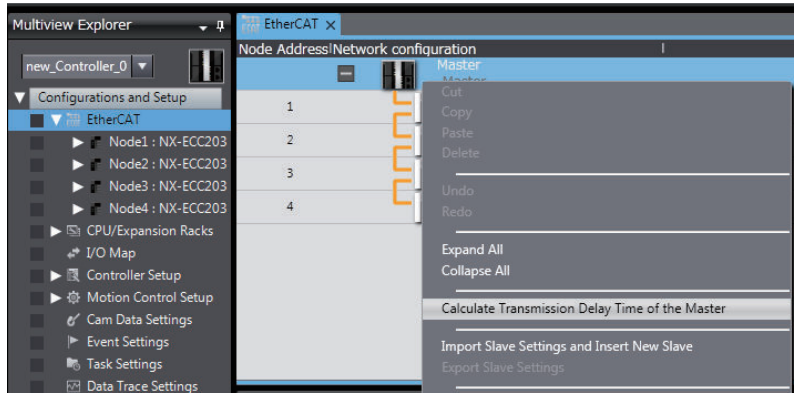 Multiview Explorer
new_Controller_0
Configurations and Setup
EtherCAT
Node1 : NX-ECC203
Node2 : NX-ECC203
Node3 : NX-ECC203
Node4 : NX-ECC203
CPU/Expansion Racks
I/O Map
Controller Setup
Motion Control Setup
Cam Data Settings
Event Settings
Task Settings
Data Trace Settings
EtherCAT
Node Address Network configuration
Master
Master
1
2
3
4
Cut
Copy
Paste
Delete
Undo
Redo
Expand All
Collapse All
Calculate Transmission Delay Time of the Master
Import Slave Settings and Insert New Slave
Export Slave Settings